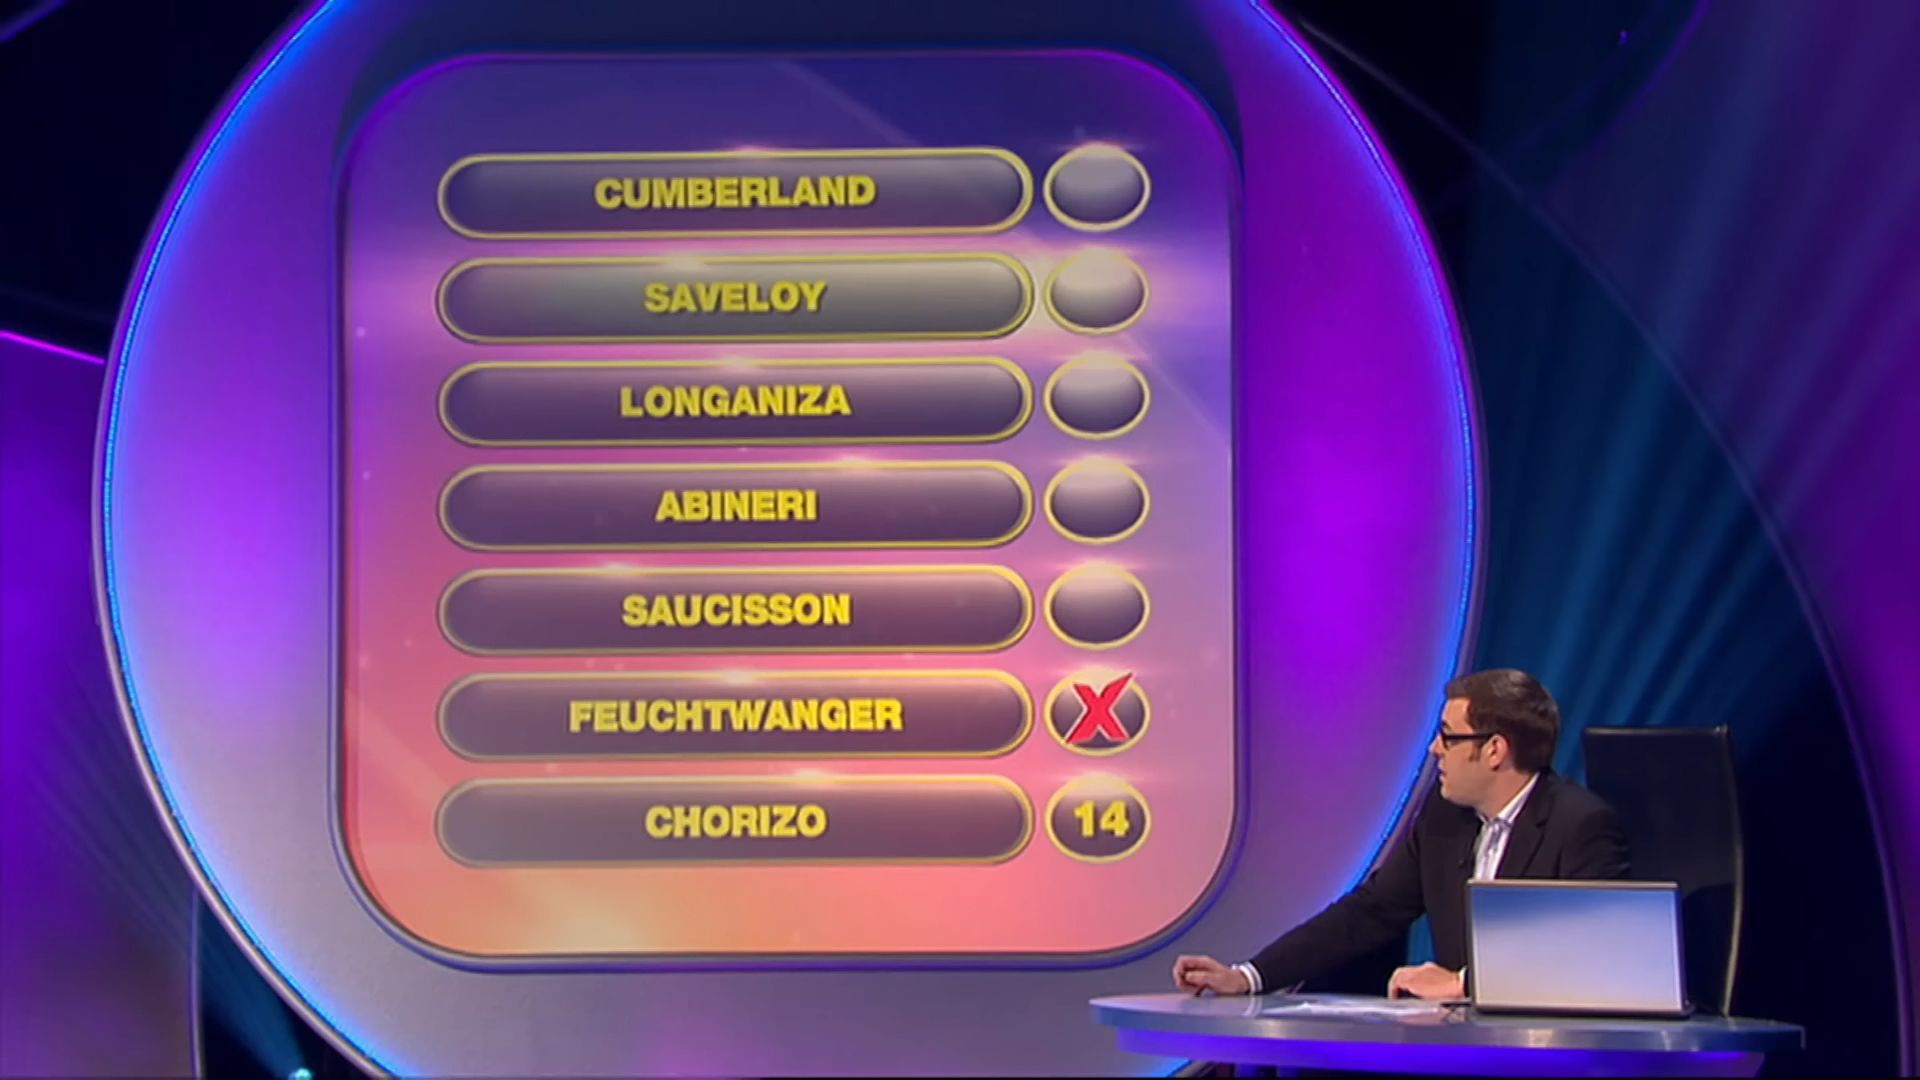 CUMBERLAND
SAVELOY
LONGANIZA
ABINERI
SAUCISSON
FEUCHTWANGER X
CHORIZO 14